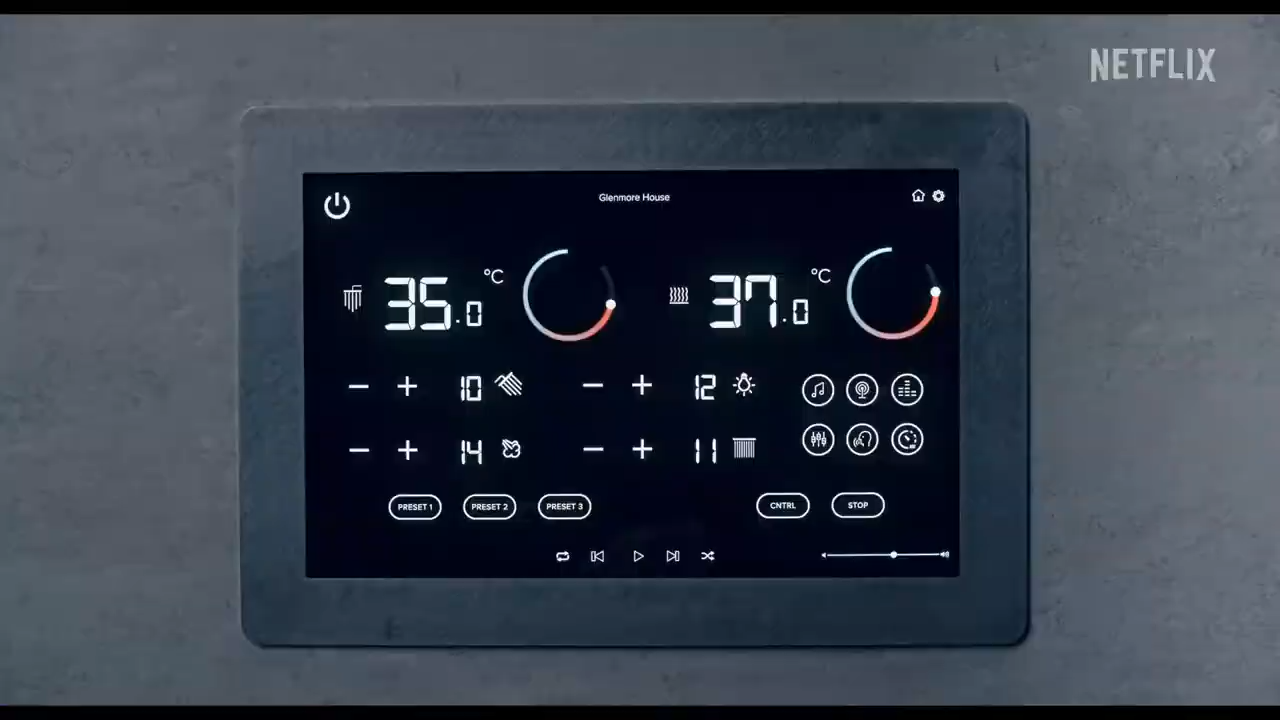 NETFLIX
Glenmore House
35.0 °C
37.0 °C
10
12
14
11
PRESET 1 PRESET 2 PRESET 3 CNTRL STOP